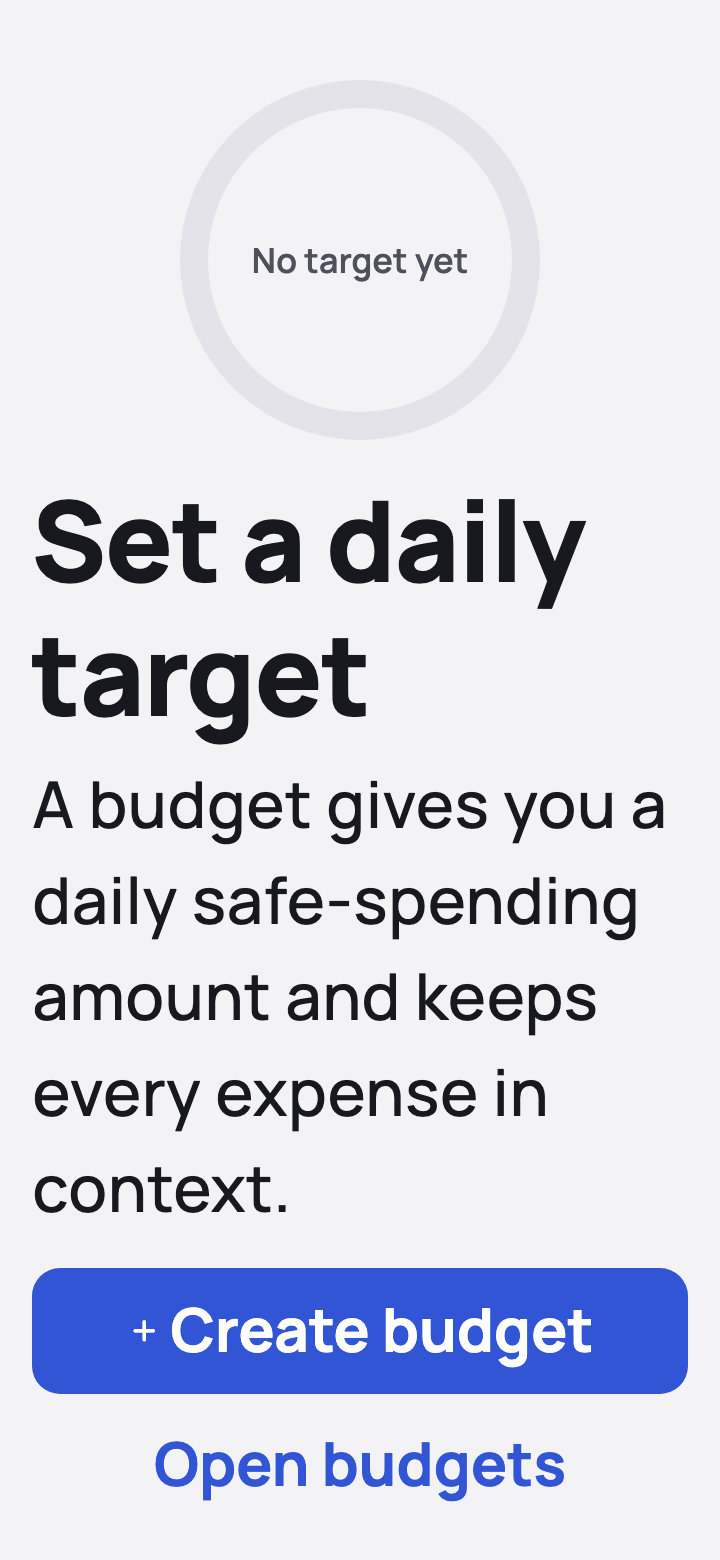 No target yet
Set a daily
target
A budget gives you a
daily safe-spending
amount and keeps
every expense in
context.
+ Create budget
Open budgets